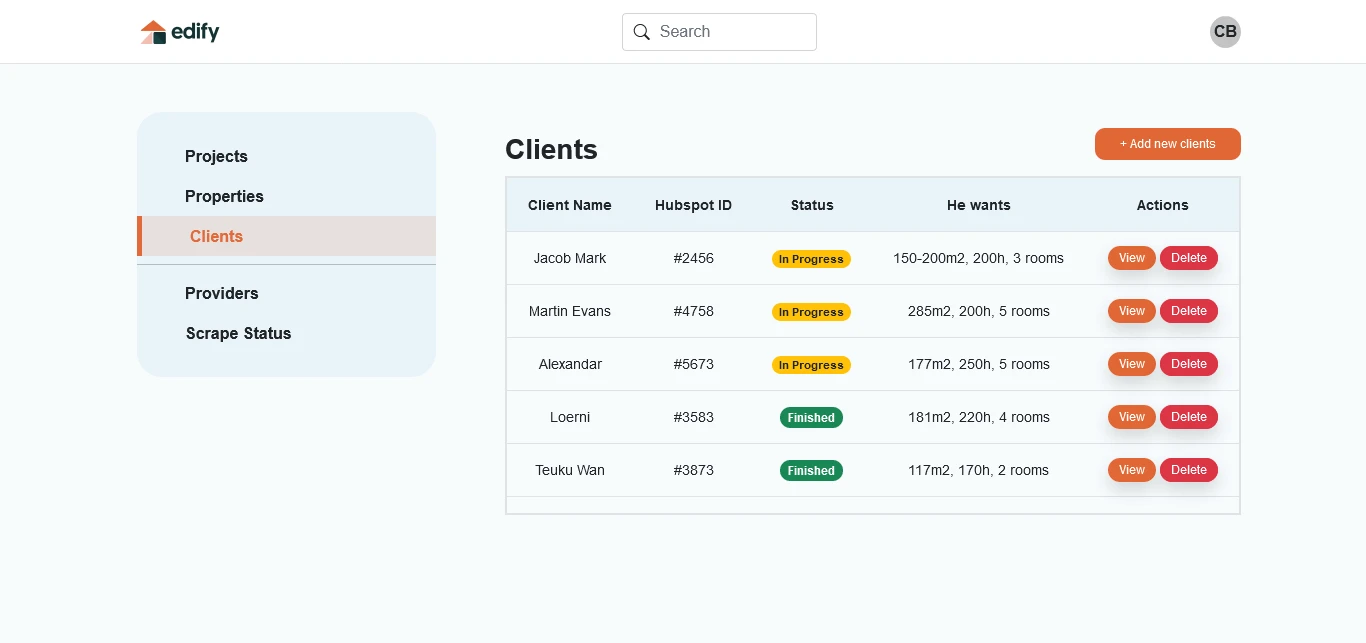 edify
Search
CB
Projects
Properties
Clients
Providers
Scrape Status
Clients
+ Add new clients
Client Name Hubspot ID Status He wants Actions
Jacob Mark #2456 In Progress 150-200m2, 200h, 3 rooms View Delete
Martin Evans #4758 In Progress 285m2, 200h, 5 rooms View Delete
Alexandar #5673 In Progress 177m2, 250h, 5 rooms View Delete
Loerni #3583 Finished 181m2, 220h, 4 rooms View Delete
Teuku Wan #3873 Finished 117m2, 170h, 2 rooms View Delete